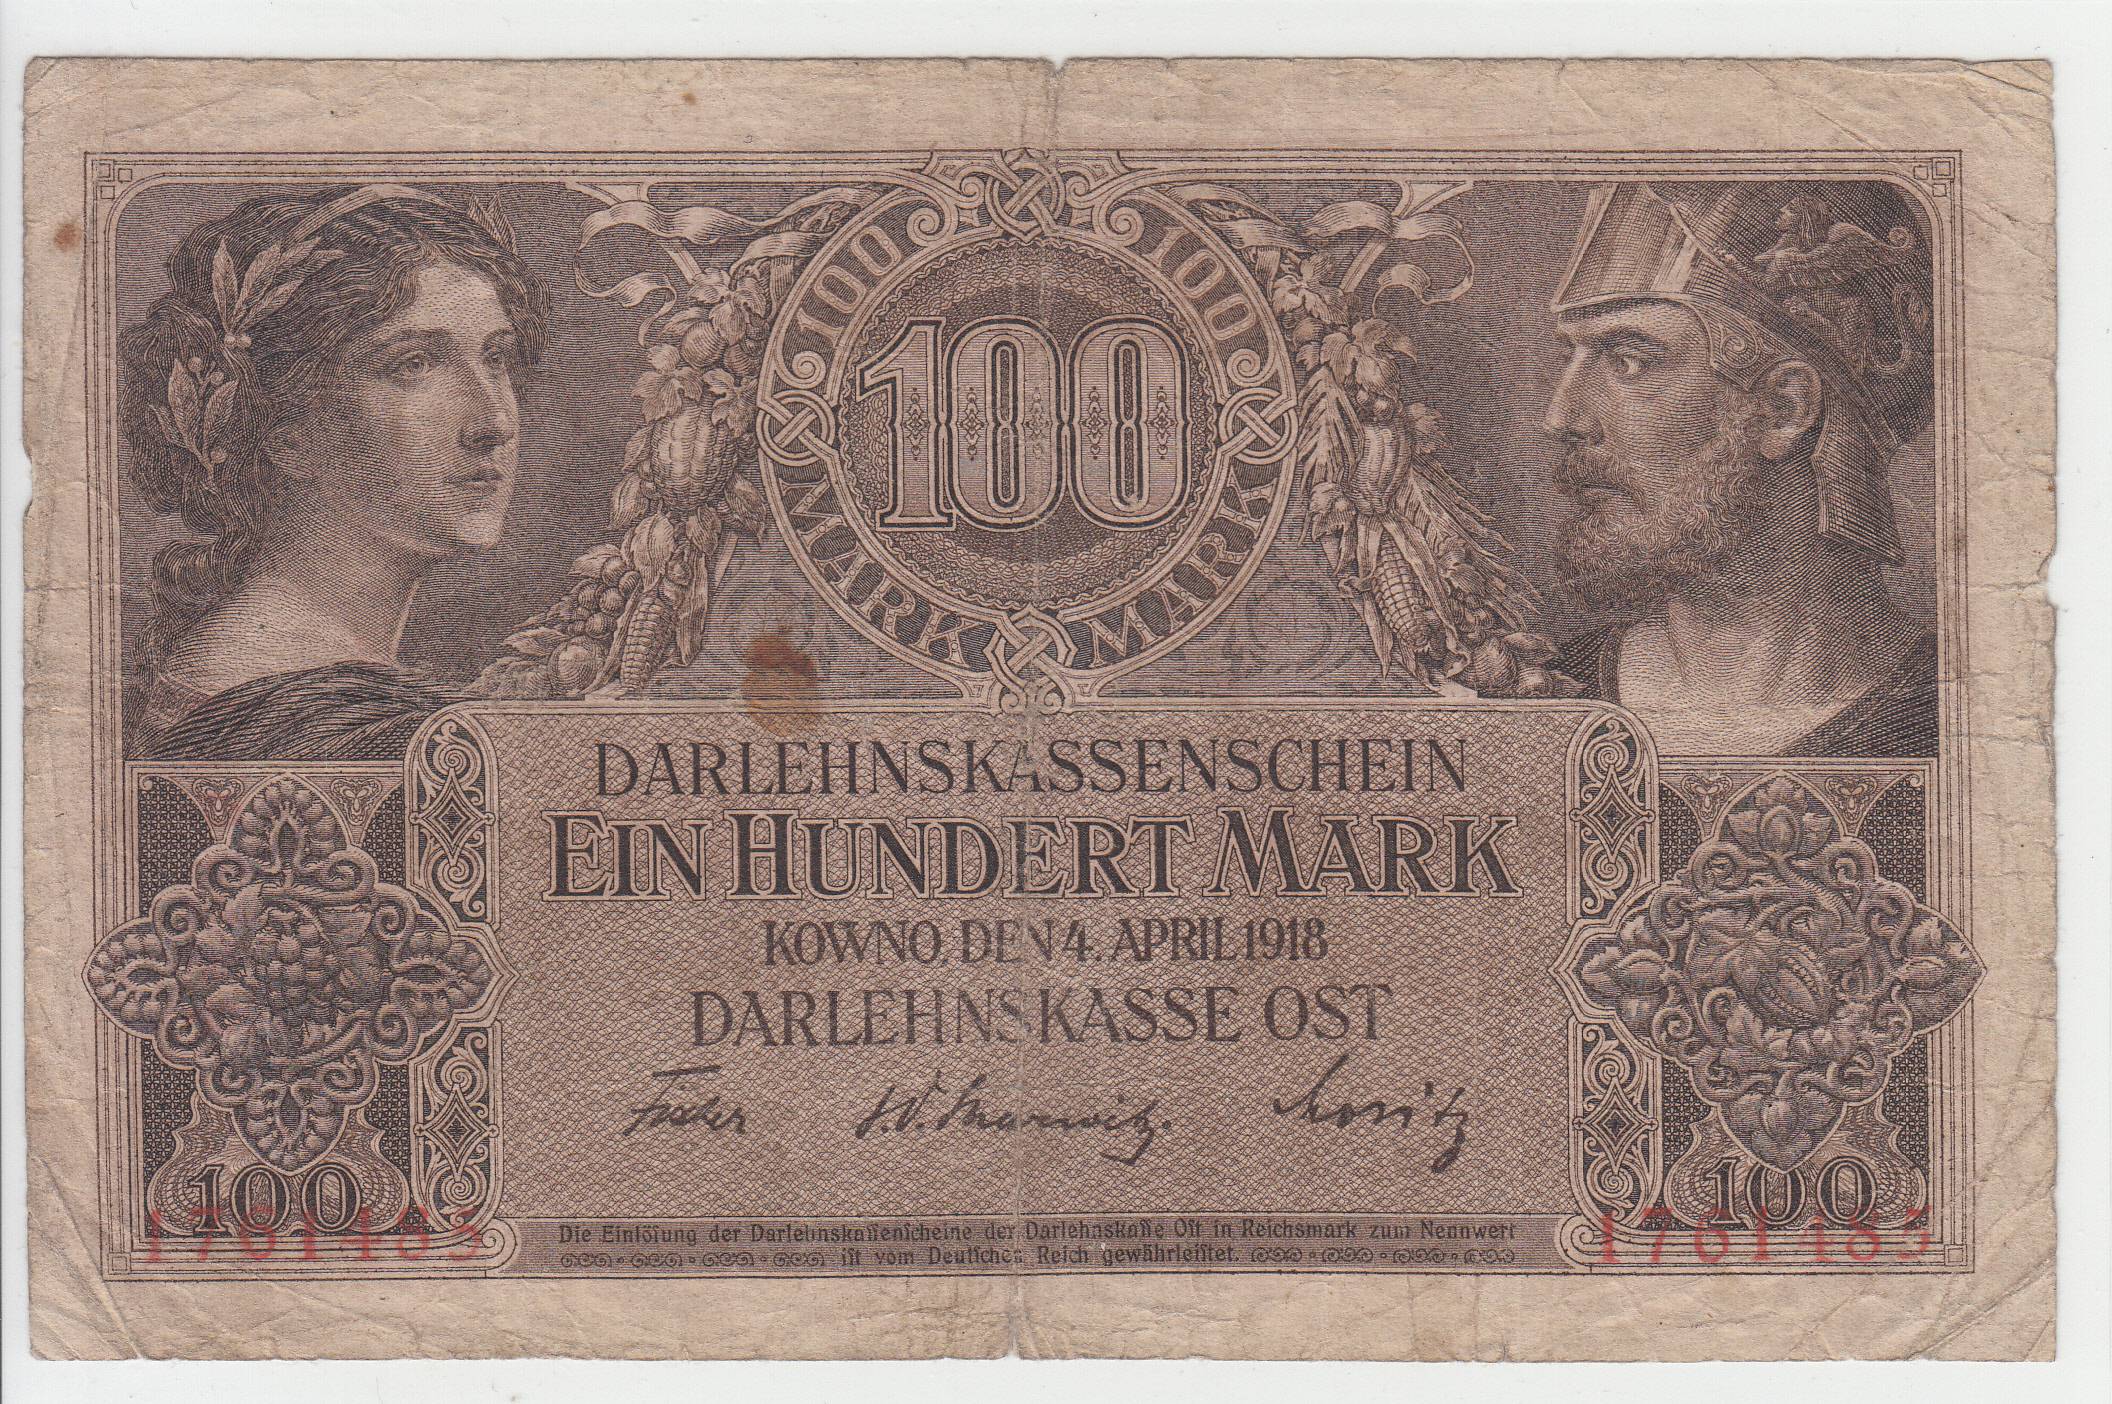 100 100
100
MARK MARK
DARLEHNSKASSENSCHEIN
EIN HUNDERT MARK
KOWNO, DEN 4. APRIL 1918
DARLEHNSKASSE OST
Fischer
100 100
1761485 1761485
Die Einlösung der Darlehnskassenscheine der Darlehnskasse Ost in Reichsmark zum Nennwert
ist vom Deutschen Reich gewährleistet.